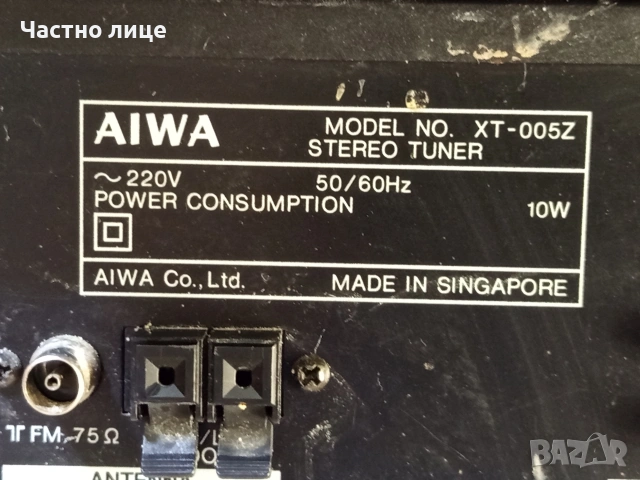 Частно лице
AIWA MODEL NO. XT-005Z
STEREO TUNER
~ 220V 50/60Hz
POWER CONSUMPTION 10W
AIWA Co., Ltd. MADE IN SINGAPORE
FM 75Ω
BAZAR